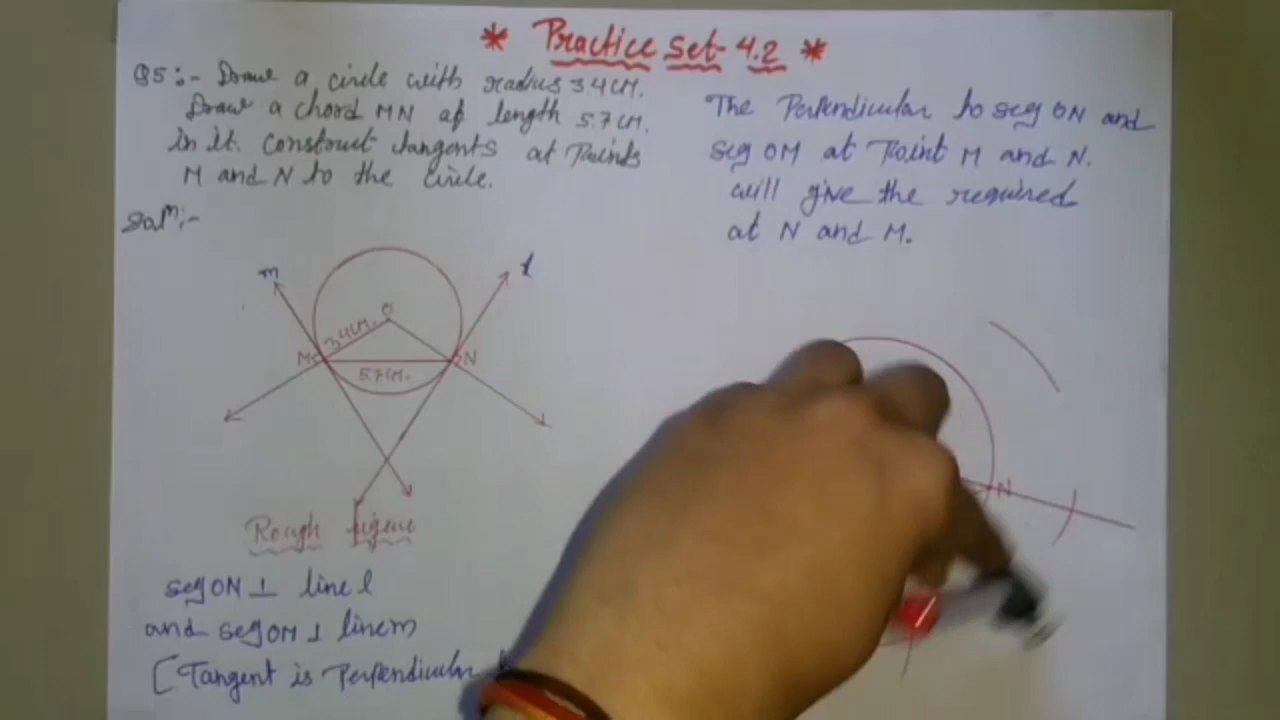 * Practice Set 4.2 *
Q5:- Draw a circle with radius 3.4 CM.
Draw a chord MN of length 5.7 CM.
in it. construct tangents at Points
M and N to the circle.
Soln:-
The Perpendicular to seg ON and
seg OM at Point M and N.
will give the required
at N and M.
m
l
O
3.4 CM.
M
N
5.7 CM.
Rough figure
seg ON ⊥ line l
and seg OM ⊥ line m
[Tangent is Perpendicular
N